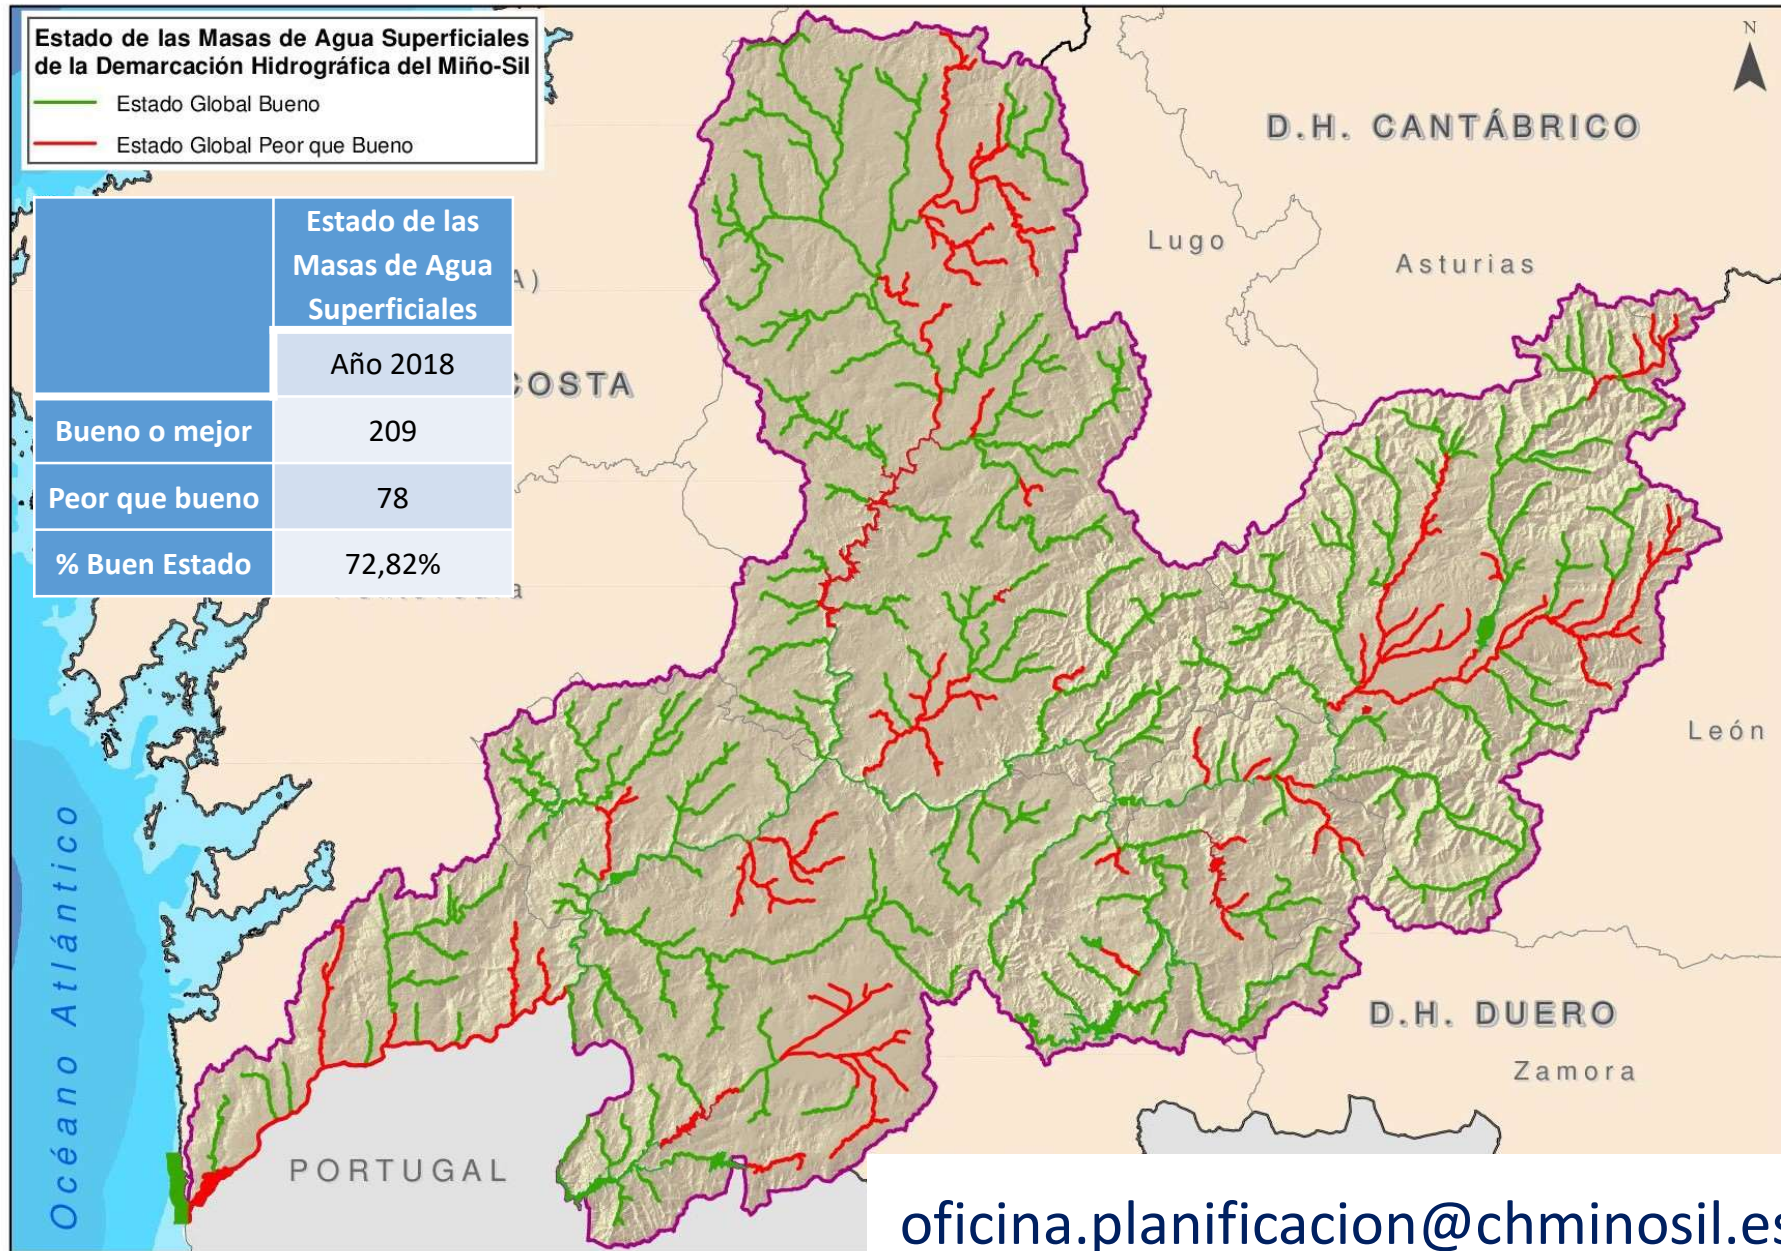 Estado de las Masas de Agua Superficiales
de la Demarcación Hidrográfica del Miño-Sil
Estado Global Bueno
Estado Global Peor que Bueno
N
D.H. CANTÁBRICO
Lugo
Asturias
Estado de las
Masas de Agua
Superficiales
A)
Año 2018
COSTA
Bueno o mejor
209
Peor que bueno
78
% Buen Estado
72,82%
León
Océano Atlántico
D.H. DUERO
Zamora
PORTUGAL
oficina.planificacion@chminosil.es